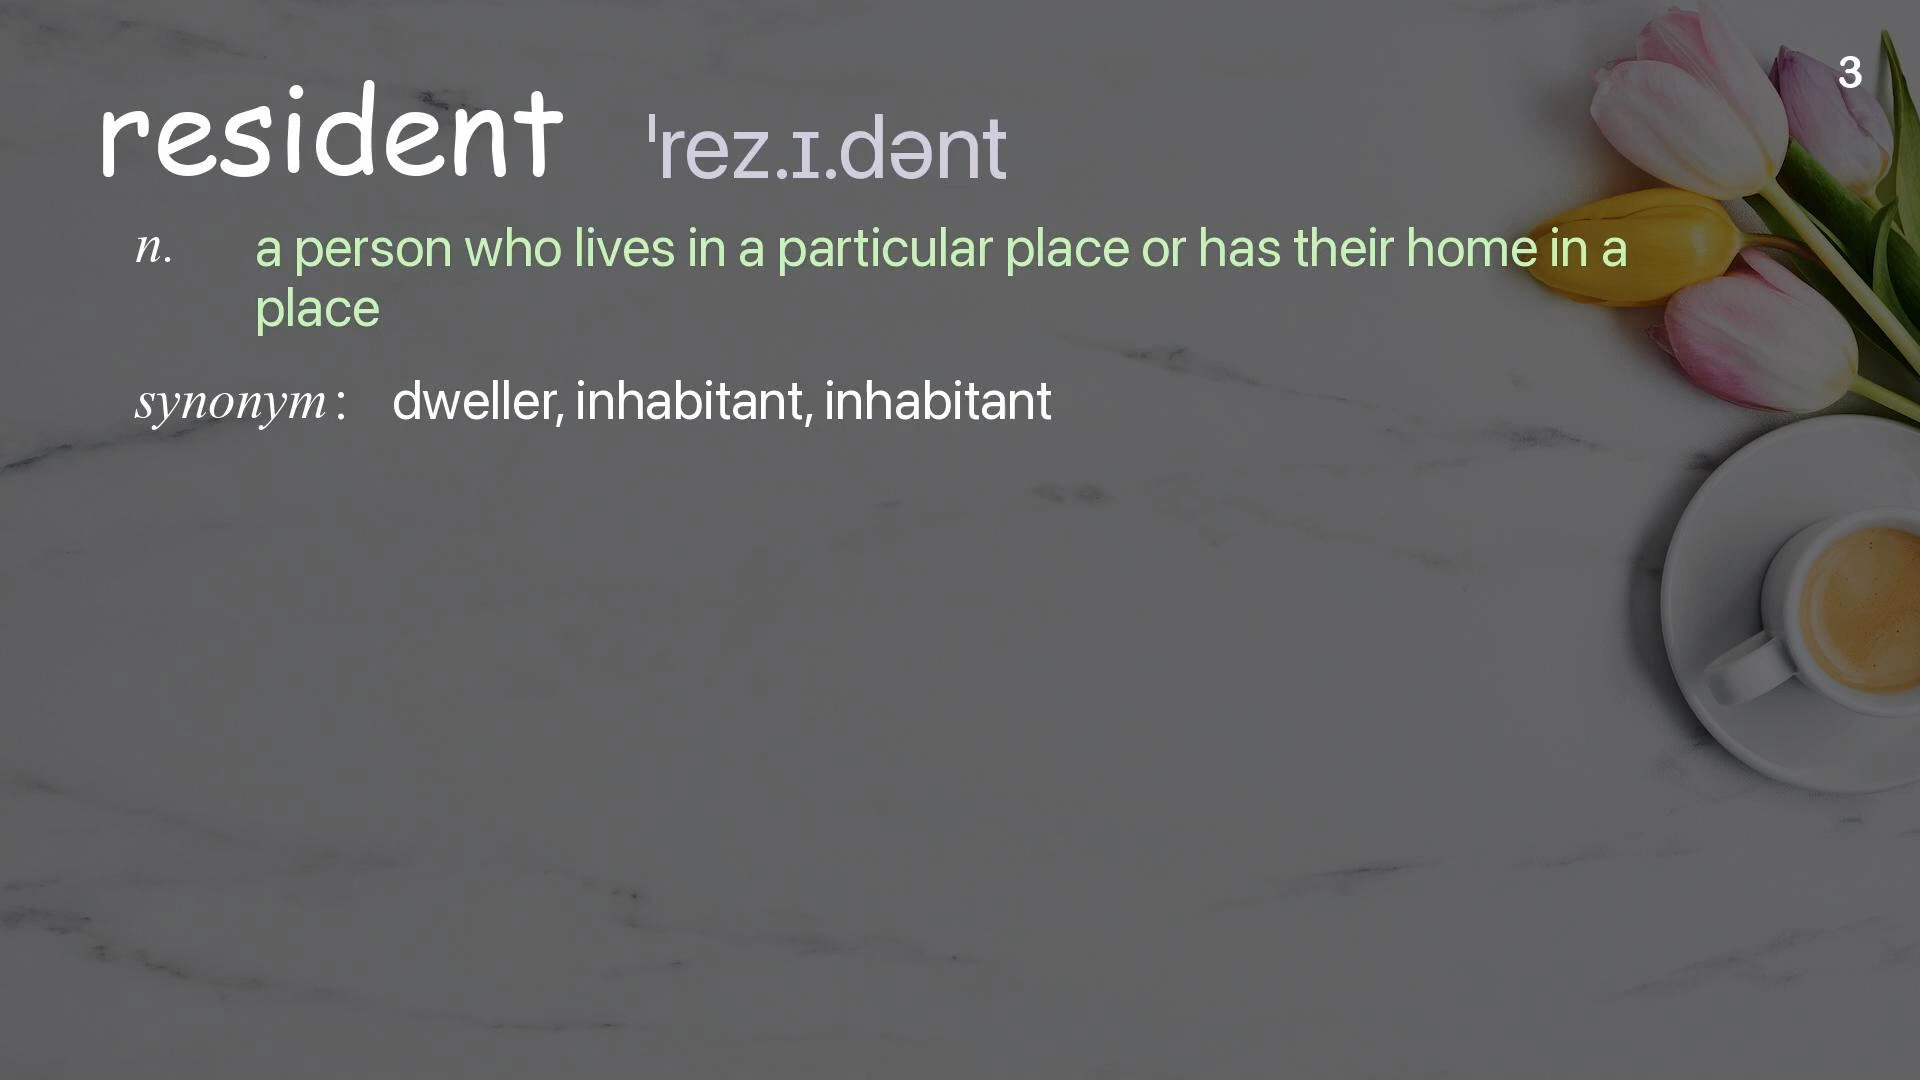 3
resident ˈrez.ɪ.dənt
n. a person who lives in a particular place or has their home in a
place
synonym: dweller, inhabitant, inhabitant